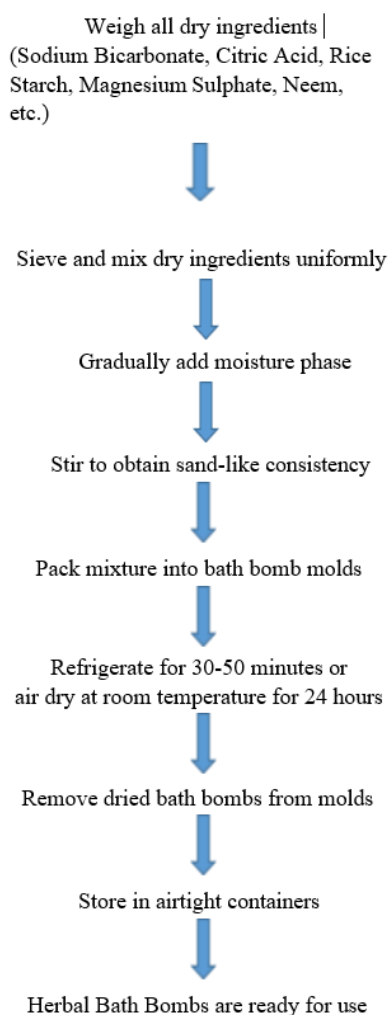 Weigh all dry ingredients
(Sodium Bicarbonate, Citric Acid, Rice
Starch, Magnesium Sulphate, Neem,
etc.)
Sieve and mix dry ingredients uniformly
Gradually add moisture phase
Stir to obtain sand-like consistency
Pack mixture into bath bomb molds
Refrigerate for 30-50 minutes or
air dry at room temperature for 24 hours
Remove dried bath bombs from molds
Store in airtight containers
Herbal Bath Bombs are ready for use